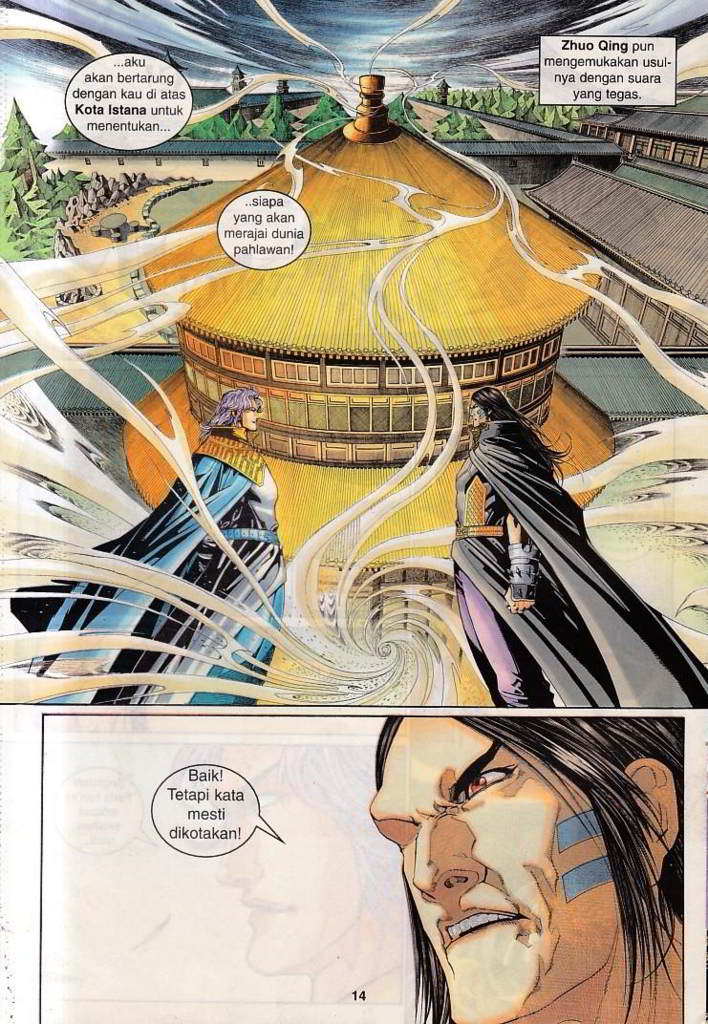 ...aku
akan bertarung
dengan kau di atas
Kota Istana untuk
menentukan...
Zhuo Qing pun
mengemukakan usul-
nya dengan suara
yang tegas.
..siapa
yang akan
merajai dunia
pahlawan!
Baik!
Tetapi kata
mesti
dikotakan!
14